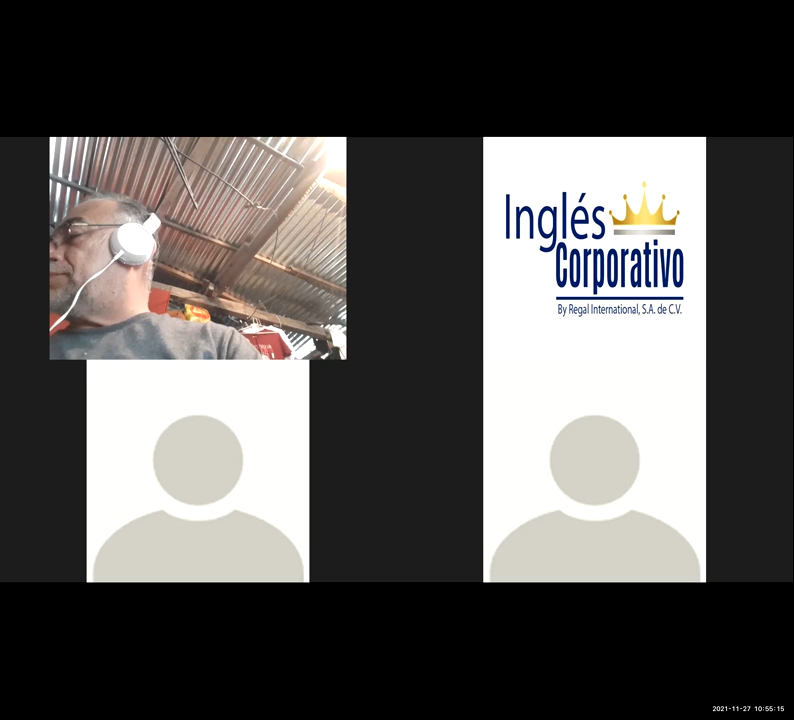 Inglés
Corporativo
By Regal International, S.A. de C.V.
2021-11-27 10:55:15